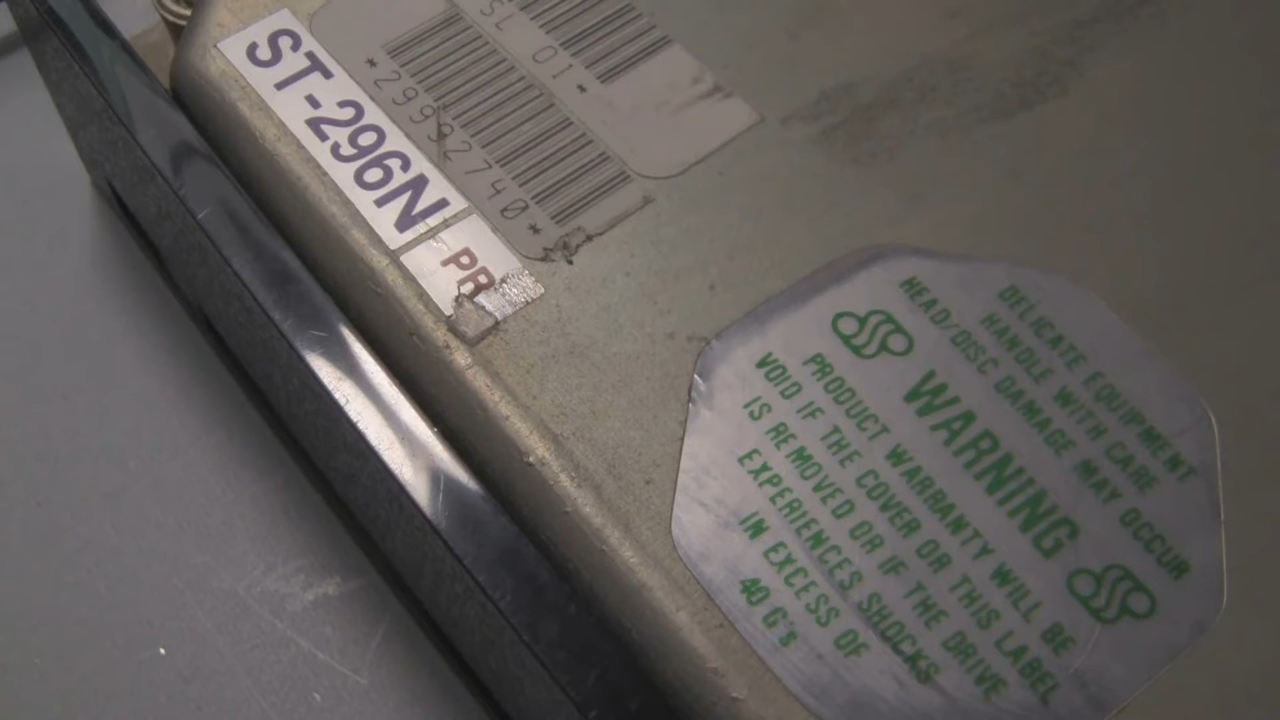 SL 01*
*29992740*
ST-296N
PR
DELICATE EQUIPMENT
HANDLE WITH CARE
HEAD/DISC DAMAGE MAY OCCUR
WARNING
PRODUCT WARRANTY WILL BE
VOID IF THE COVER OR THIS LABEL
IS REMOVED OR IF THE DRIVE
EXPERIENCES SHOCKS
IN EXCESS OF
40 G's